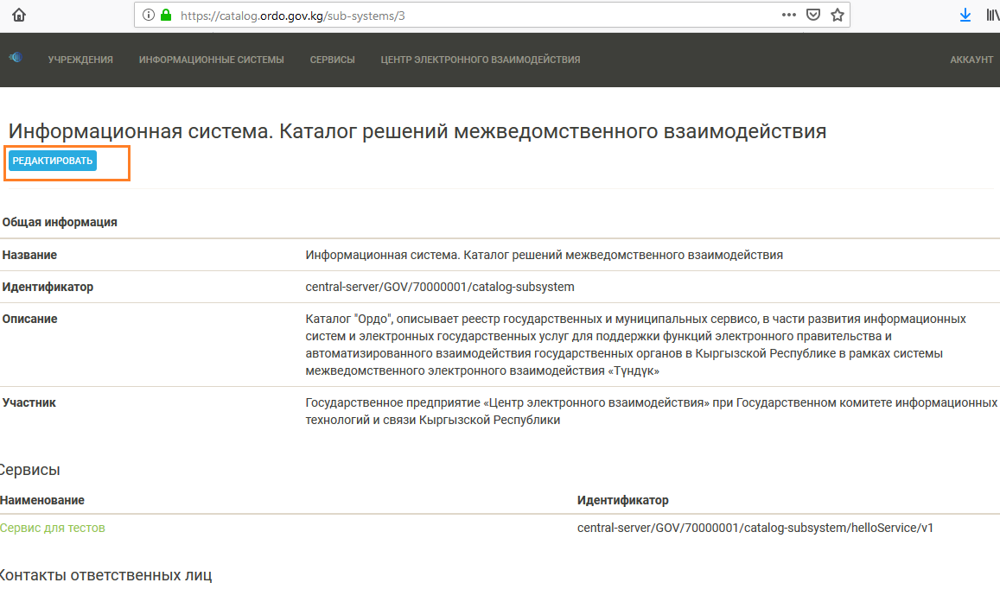 https://catalog.ordo.gov.kg/sub-systems/3
УЧРЕЖДЕНИЯ ИНФОРМАЦИОННЫЕ СИСТЕМЫ СЕРВИСЫ ЦЕНТР ЭЛЕКТРОННОГО ВЗАИМОДЕЙСТВИЯ АККАУНТ
Информационная система. Каталог решений межведомственного взаимодействия
РЕДАКТИРОВАТЬ
Общая информация
Название Информационная система. Каталог решений межведомственного взаимодействия
Идентификатор central-server/GOV/70000001/catalog-subsystem
Описание Каталог "Ордо", описывает реестр государственных и муниципальных сервисо, в части развития информационных
систем и электронных государственных услуг для поддержки функций электронного правительства и
автоматизированного взаимодействия государственных органов в Кыргызской Республике в рамках системы
межведомственного электронного взаимодействия «Түндүк»
Участник Государственное предприятие «Центр электронного взаимодействия» при Государственном комитете информационных
технологий и связи Кыргызской Республики
Сервисы
Наименование Идентификатор
Сервис для тестов central-server/GOV/70000001/catalog-subsystem/helloService/v1
Контакты ответственных лиц